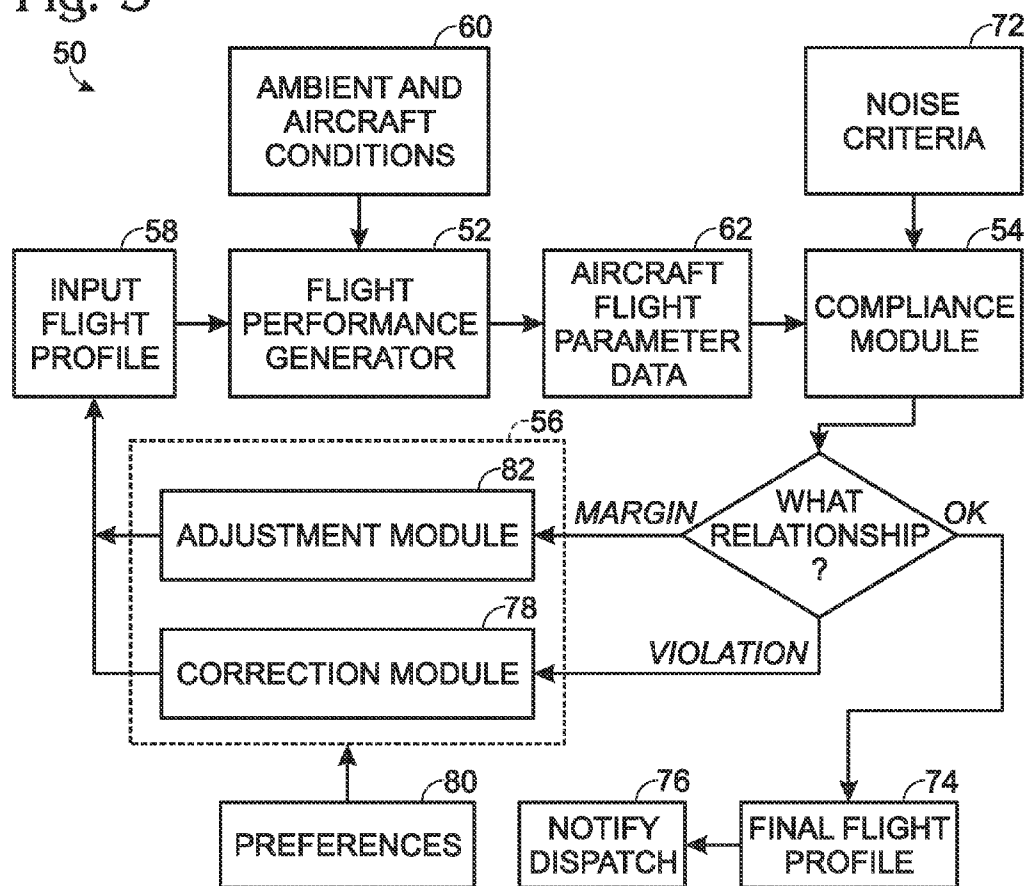 Fig. 3
50
60
AMBIENT AND
AIRCRAFT
CONDITIONS
72
NOISE
CRITERIA
58
INPUT
FLIGHT
PROFILE
52
FLIGHT
PERFORMANCE
GENERATOR
62
AIRCRAFT
FLIGHT
PARAMETER
DATA
54
COMPLIANCE
MODULE
56
82
ADJUSTMENT MODULE
MARGIN
WHAT
RELATIONSHIP
?
OK
78
CORRECTION MODULE
VIOLATION
80
PREFERENCES
76
NOTIFY
DISPATCH
74
FINAL FLIGHT
PROFILE